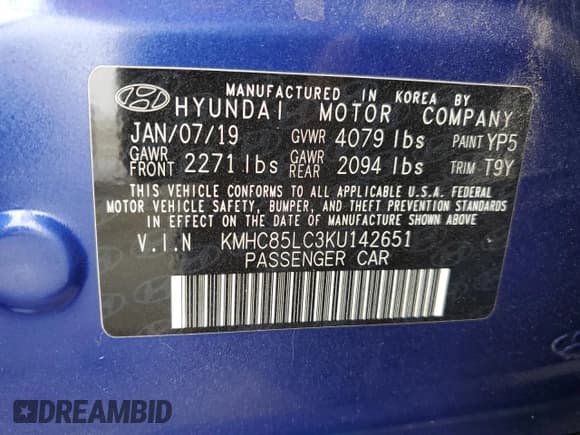 MANUFACTURED IN KOREA BY
HYUNDAI MOTOR COMPANY
JAN/07/19 GVWR 4079 lbs PAINT YP5
GAWR FRONT 2271 lbs GAWR REAR 2094 lbs TRIM T9Y
THIS VEHICLE CONFORMS TO ALL APPLICABLE U.S.A. FEDERAL
MOTOR VEHICLE SAFETY, BUMPER, AND THEFT PREVENTION STANDARDS
IN EFFECT ON THE DATE OF MANUFACTURE SHOWN ABOVE.
V.I.N KMHC85LC3KU142651
PASSENGER CAR
DREAMBID